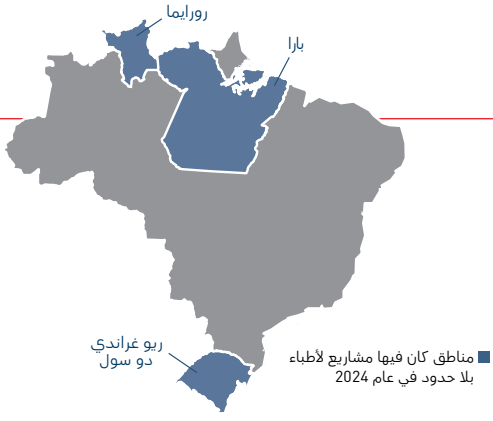 رورايما
بارا
ريو غراندي
دو سول
مناطق كان فيها مشاريع لأطباء
بلا حدود في عام 2024